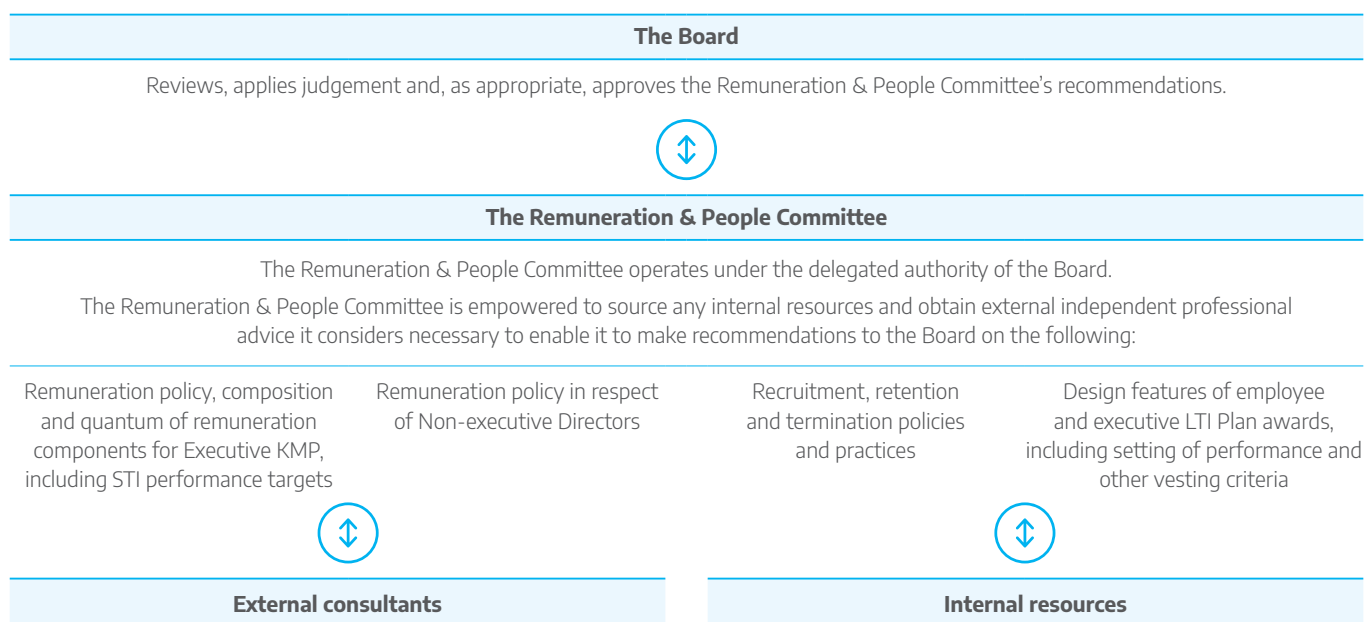 The Board
Reviews, applies judgement and, as appropriate, approves the Remuneration & People Committee's recommendations.
The Remuneration & People Committee
The Remuneration & People Committee operates under the delegated authority of the Board.
The Remuneration & People Committee is empowered to source any internal resources and obtain external independent professional
advice it considers necessary to enable it to make recommendations to the Board on the following:
Remuneration policy, composition
and quantum of remuneration
components for Executive KMP,
including STI performance targets
Remuneration policy in respect
of Non-executive Directors
Recruitment, retention
and termination policies
and practices
Design features of employee
and executive LTI Plan awards,
including setting of performance and
other vesting criteria
External consultants
Internal resources